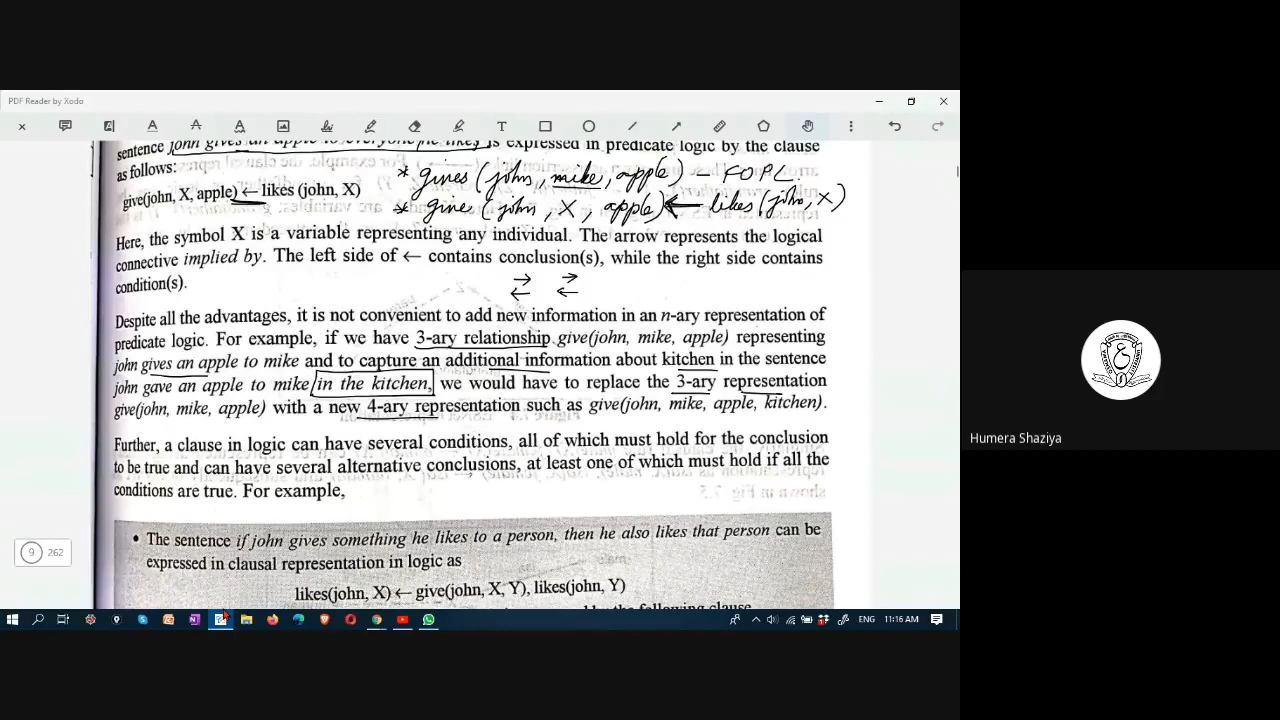 PDF Reader by Xodo
sentence john gives an apple to everyone he likes is expressed in predicate logic by the clause
as follows:
* gives (john, mike, apple) – FOPL.
give(john, X, apple) ← likes (john, X)
* give (john, X, apple) ← likes (john, X)
Here, the symbol X is a variable representing any individual. The arrow represents the logical
connective implied by. The left side of ← contains conclusion(s), while the right side contains
condition(s).
→ →
← ←
Despite all the advantages, it is not convenient to add new information in an n-ary representation of
predicate logic. For example, if we have 3-ary relationship give(john, mike, apple) representing
john gives an apple to mike and to capture an additional information about kitchen in the sentence
john gave an apple to mike in the kitchen, we would have to replace the 3-ary representation
give(john, mike, apple) with a new 4-ary representation such as give(john, mike, apple, kitchen).
Further, a clause in logic can have several conditions, all of which must hold for the conclusion
to be true and can have several alternative conclusions, at least one of which must hold if all the
conditions are true. For example,
• The sentence if john gives something he likes to a person, then he also likes that person can be
expressed in clausal representation in logic as
likes(john, X) ← give(john, X, Y), likes(john, Y)
by the following clause
9 262
ENG 11:16 AM
Humera Shaziya